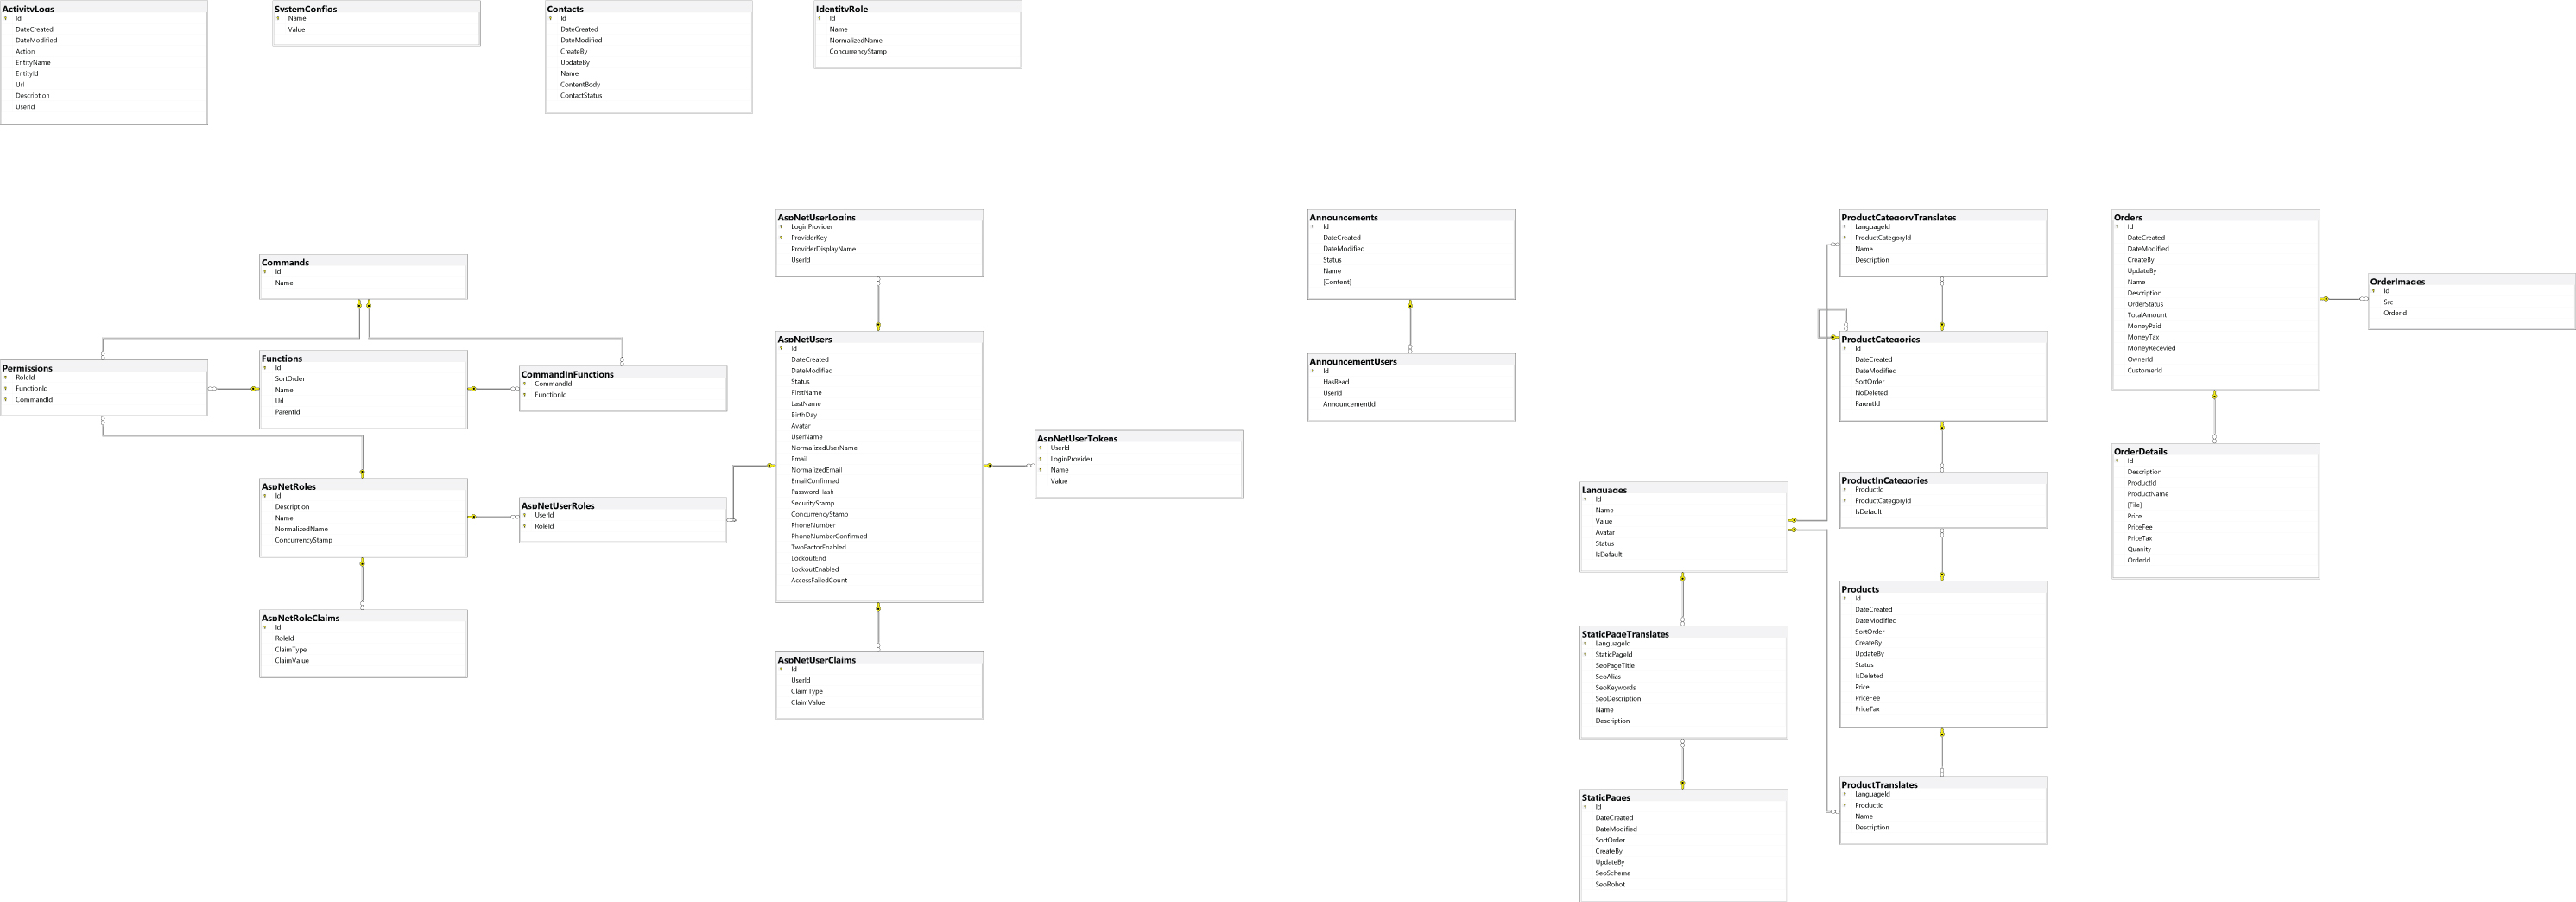 ActivityLogs
Id
DateCreated
DateModified
Action
EntityName
EntityId
Url
Description
UserId
SystemConfigs
Name
Value
Contacts
Id
DateCreated
DateModified
CreateBy
UpdateBy
Name
ContentBody
ContactStatus
IdentityRole
Id
Name
NormalizedName
ConcurrencyStamp
Commands
Id
Name
Permissions
RoleId
FunctionId
CommandId
Functions
Id
SortOrder
Name
Url
ParentId
CommandInFunctions
CommandId
FunctionId
AspNetRoles
Id
Description
Name
NormalizedName
ConcurrencyStamp
AspNetUserRoles
UserId
RoleId
AspNetRoleClaims
Id
RoleId
ClaimType
ClaimValue
AspNetUserLogins
LoginProvider
ProviderKey
ProviderDisplayName
UserId
AspNetUsers
Id
DateCreated
DateModified
Status
FirstName
LastName
BirthDay
Avatar
UserName
NormalizedUserName
Email
NormalizedEmail
EmailConfirmed
PasswordHash
SecurityStamp
ConcurrencyStamp
PhoneNumber
PhoneNumberConfirmed
TwoFactorEnabled
LockoutEnd
LockoutEnabled
AccessFailedCount
AspNetUserTokens
UserId
LoginProvider
Name
Value
AspNetUserClaims
Id
UserId
ClaimType
ClaimValue
Announcements
Id
DateCreated
DateModified
Status
Name
[Content]
AnnouncementUsers
Id
HasRead
UserId
AnnouncementId
Languages
Id
Name
Value
Avatar
Status
IsDefault
StaticPageTranslates
LanguageId
StaticPageId
SeoPageTitle
SeoAlias
SeoKeywords
SeoDescription
Name
Description
StaticPages
Id
DateCreated
DateModified
SortOrder
CreateBy
UpdateBy
SeoSchema
SeoRobot
ProductCategoryTranslates
LanguageId
ProductCategoryId
Name
Description
ProductCategories
Id
DateCreated
DateModified
SortOrder
NoDeleted
ParentId
ProductInCategories
ProductId
ProductCategoryId
IsDefault
Products
Id
DateCreated
DateModified
SortOrder
CreateBy
UpdateBy
Status
IsDeleted
Price
PriceFee
PriceTax
ProductTranslates
LanguageId
ProductId
Name
Description
Orders
Id
DateCreated
DateModified
CreateBy
UpdateBy
Name
Description
OrderStatus
TotalAmount
MoneyPaid
MoneyTax
MoneyRecevied
OwnerId
CustomerId
OrderDetails
Id
Description
ProductId
ProductName
[File]
Price
PriceFee
PriceTax
Quanity
OrderId
OrderImages
Id
Src
OrderId